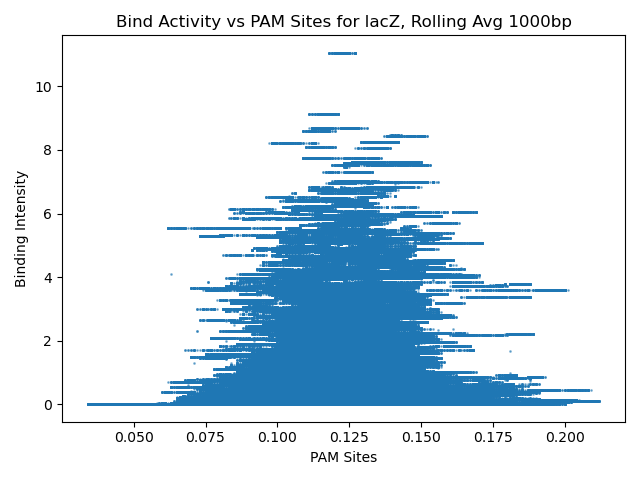 Bind Activity vs PAM Sites for lacZ, Rolling Avg 1000bp
Binding Intensity
10
8
6
4
2
0
0.050 0.075 0.100 0.125 0.150 0.175 0.200
PAM Sites